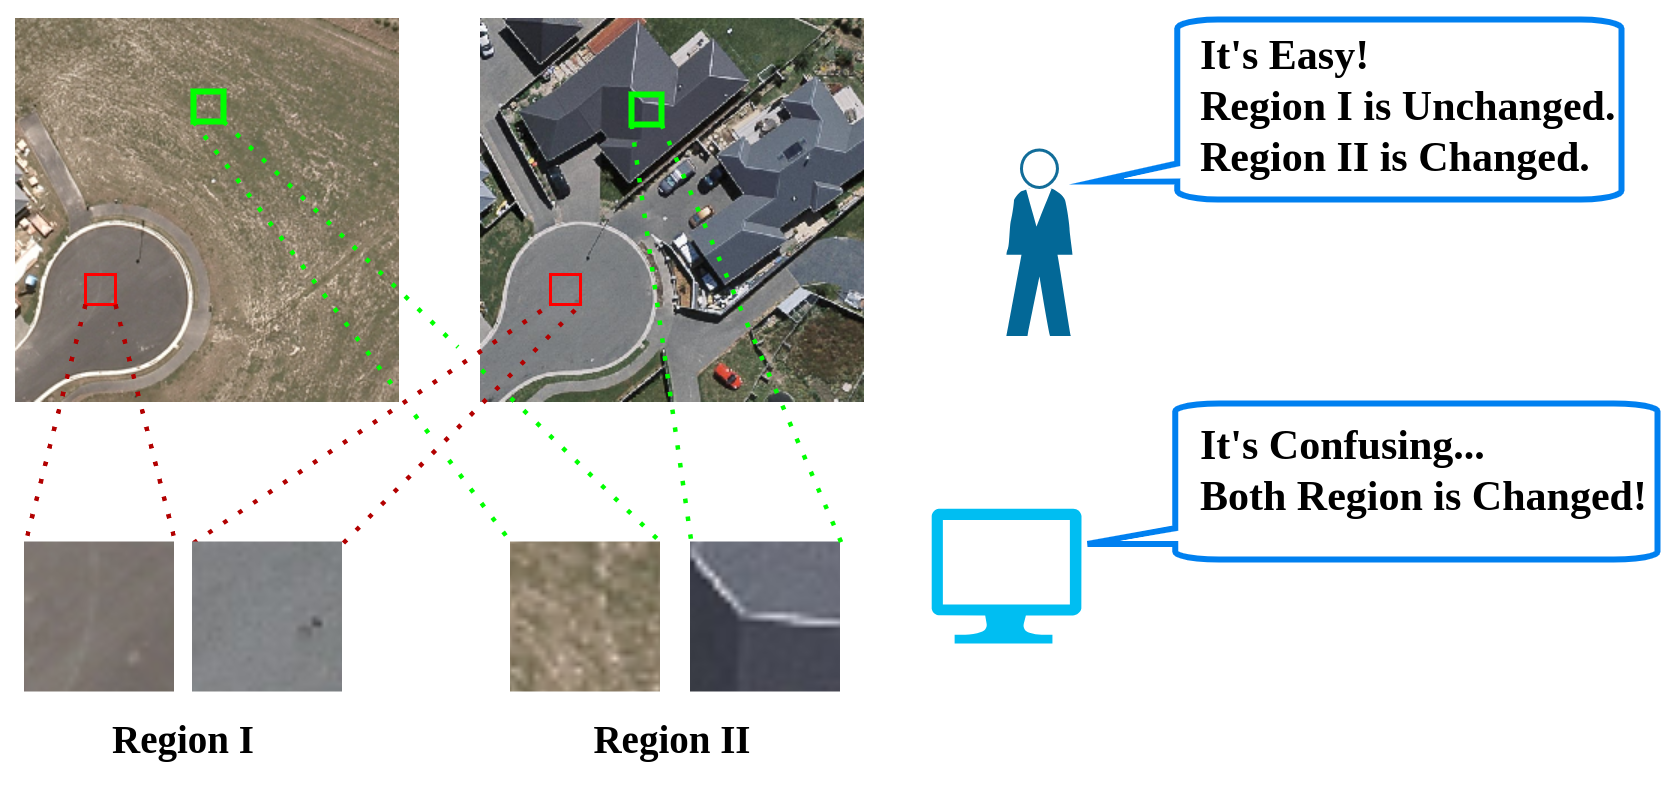 It's Easy!
Region I is Unchanged.
Region II is Changed.
It's Confusing...
Both Region is Changed!
Region I
Region II